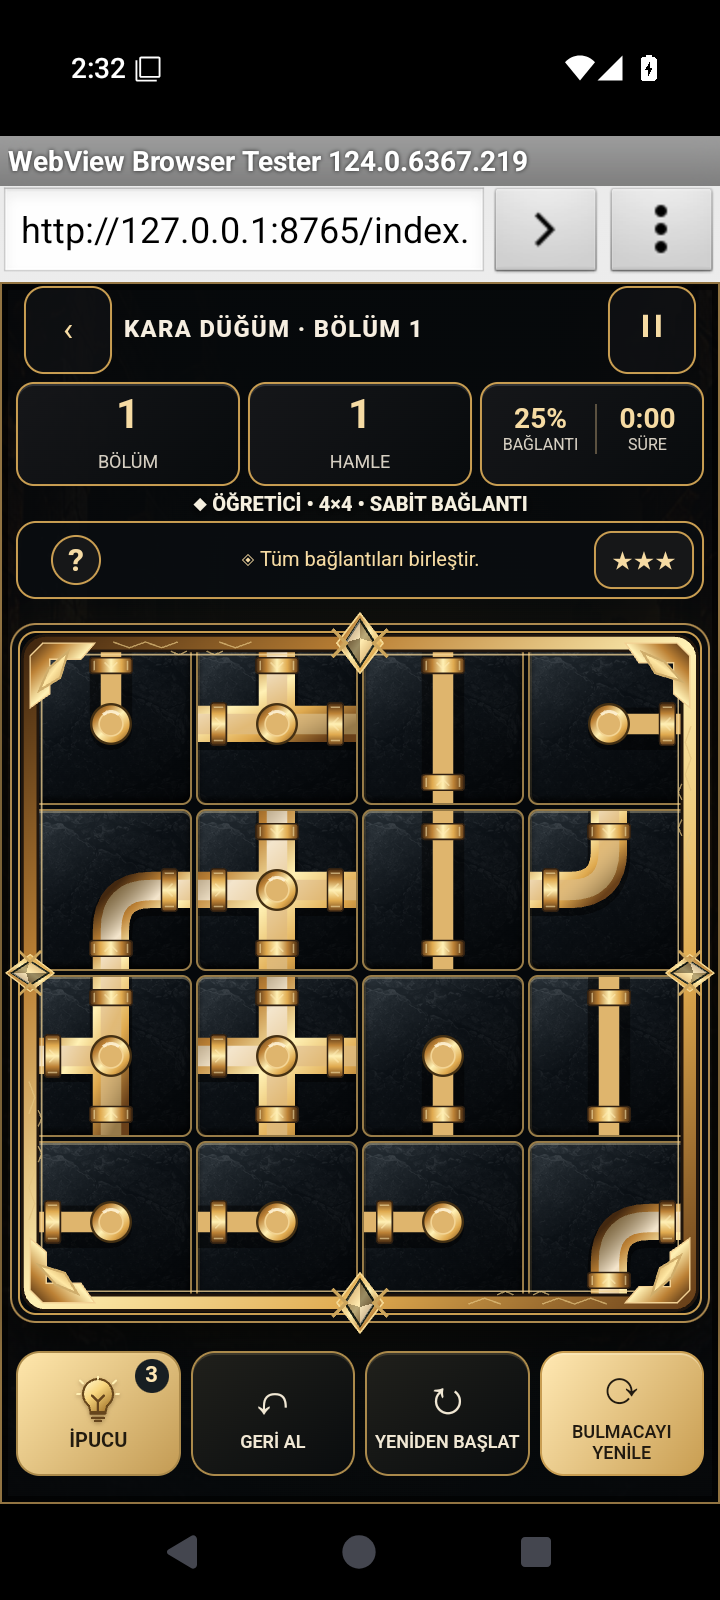 2:32
WebView Browser Tester 124.0.6367.219
http://127.0.0.1:8765/index.
‹ KARA DÜĞÜM · BÖLÜM 1
1 1 25% 0:00
BÖLÜM HAMLE BAĞLANTI SÜRE
◆ ÖĞRETİCİ • 4×4 • SABİT BAĞLANTI
? Tüm bağlantıları birleştir. ★★★
3
İPUCU
GERİ AL
YENİDEN BAŞLAT
BULMACAYI
YENİLE